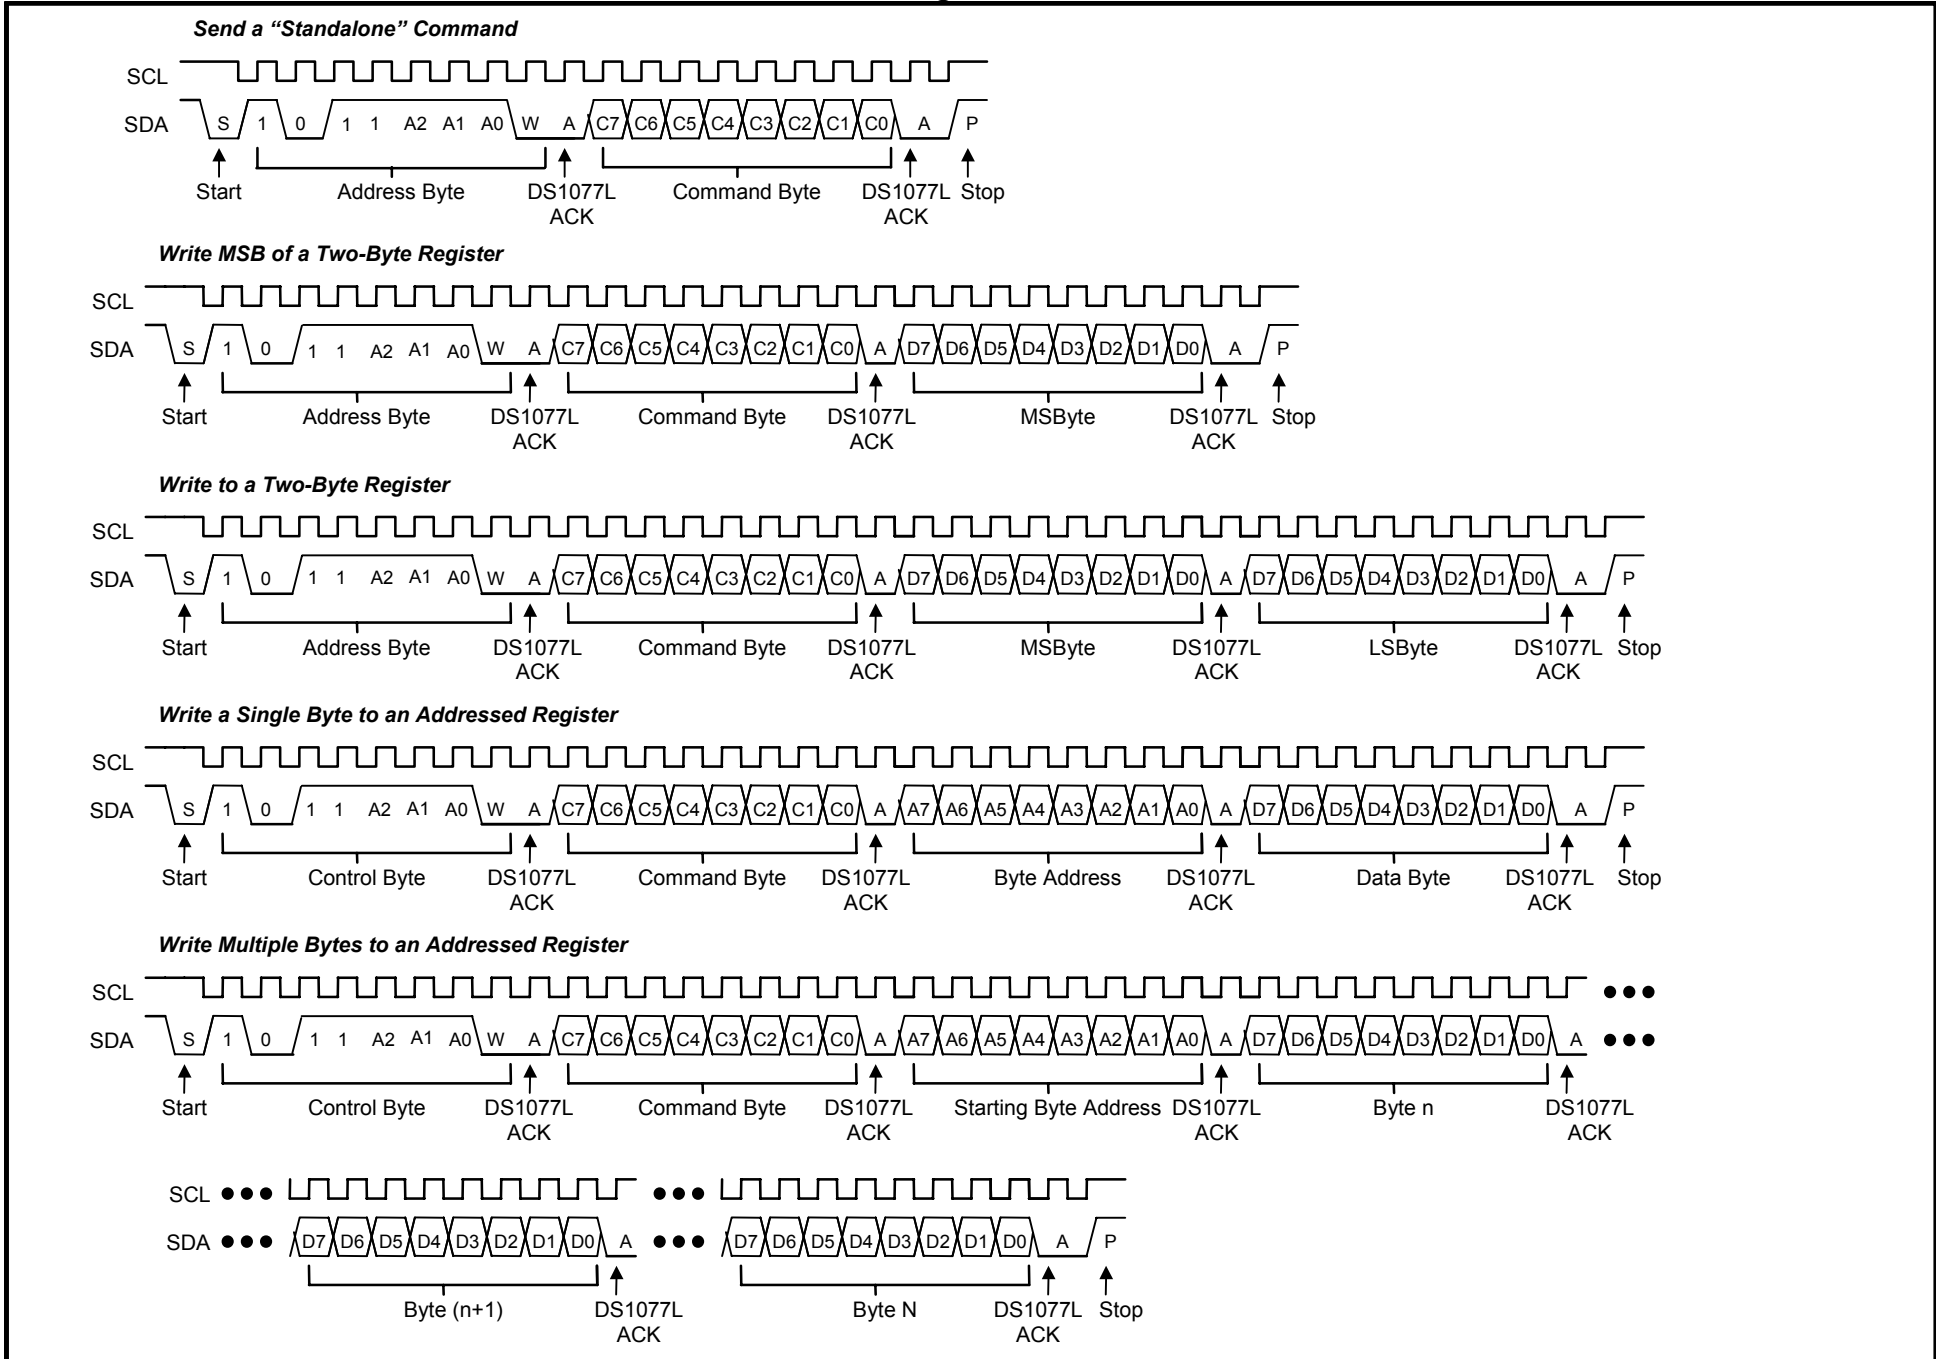 Send a “Standalone” Command
SCL
SDA S 1 0 1 1 A2 A1 A0 W A C7 C6 C5 C4 C3 C2 C1 C0 A P
Start Address Byte DS1077L Command Byte DS1077L Stop
ACK ACK
Write MSB of a Two-Byte Register
SCL
SDA S 1 0 1 1 A2 A1 A0 W A C7 C6 C5 C4 C3 C2 C1 C0 A D7 D6 D5 D4 D3 D2 D1 D0 A P
Start Address Byte DS1077L Command Byte DS1077L MSByte DS1077L Stop
ACK ACK ACK
Write to a Two-Byte Register
SCL
SDA S 1 0 1 1 A2 A1 A0 W A C7 C6 C5 C4 C3 C2 C1 C0 A D7 D6 D5 D4 D3 D2 D1 D0 A D7 D6 D5 D4 D3 D2 D1 D0 A P
Start Address Byte DS1077L Command Byte DS1077L MSByte DS1077L LSByte DS1077L Stop
ACK ACK ACK ACK
Write a Single Byte to an Addressed Register
SCL
SDA S 1 0 1 1 A2 A1 A0 W A C7 C6 C5 C4 C3 C2 C1 C0 A A7 A6 A5 A4 A3 A2 A1 A0 A D7 D6 D5 D4 D3 D2 D1 D0 A P
Start Control Byte DS1077L Command Byte DS1077L Byte Address DS1077L Data Byte DS1077L Stop
ACK ACK ACK ACK
Write Multiple Bytes to an Addressed Register
SCL
SDA S 1 0 1 1 A2 A1 A0 W A C7 C6 C5 C4 C3 C2 C1 C0 A A7 A6 A5 A4 A3 A2 A1 A0 A D7 D6 D5 D4 D3 D2 D1 D0 A
Start Control Byte DS1077L Command Byte DS1077L Starting Byte Address DS1077L Byte n DS1077L
ACK ACK ACK ACK
SCL
SDA D7 D6 D5 D4 D3 D2 D1 D0 A D7 D6 D5 D4 D3 D2 D1 D0 A P
Byte (n+1) DS1077L Byte N DS1077L Stop
ACK ACK